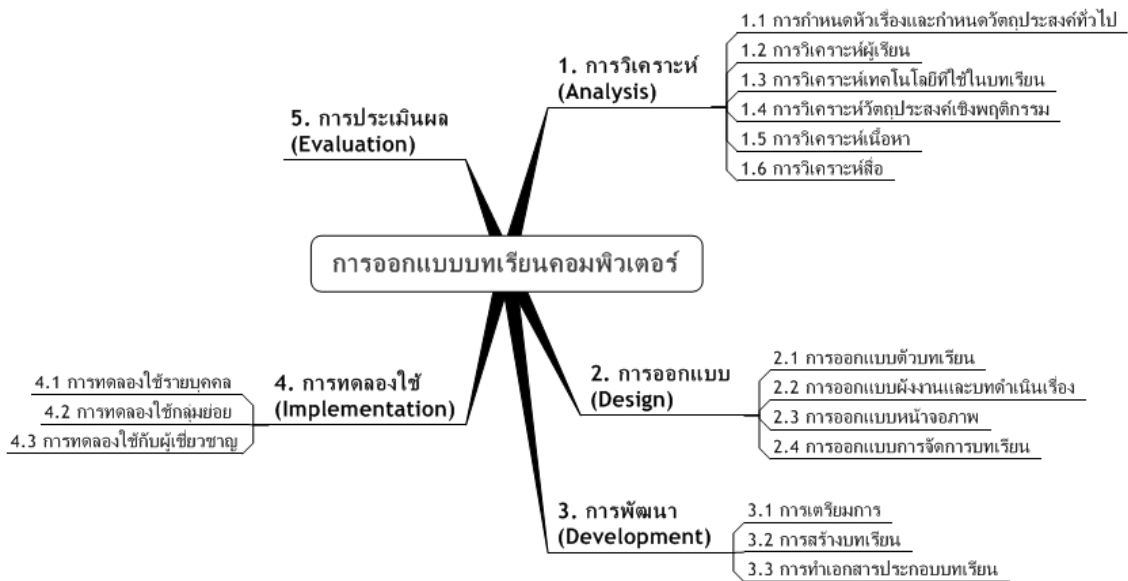 การออกแบบบทเรียนคอมพิวเตอร์
1. การวิเคราะห์
(Analysis)
1.1 การกำหนดหัวเรื่องและกำหนดวัตถุประสงค์ทั่วไป
1.2 การวิเคราะห์ผู้เรียน
1.3 การวิเคราะห์เทคโนโลยีที่ใช้ในบทเรียน
1.4 การวิเคราะห์วัตถุประสงค์เชิงพฤติกรรม
1.5 การวิเคราะห์เนื้อหา
1.6 การวิเคราะห์สื่อ
2. การออกแบบ
(Design)
2.1 การออกแบบตัวบทเรียน
2.2 การออกแบบผังงานและบทดำเนินเรื่อง
2.3 การออกแบบหน้าจอภาพ
2.4 การออกแบบการจัดการบทเรียน
3. การพัฒนา
(Development)
3.1 การเตรียมการ
3.2 การสร้างบทเรียน
3.3 การทำเอกสารประกอบบทเรียน
4. การทดลองใช้
(Implementation)
4.1 การทดลองใช้รายบุคคล
4.2 การทดลองใช้กลุ่มย่อย
4.3 การทดลองใช้กับผู้เชี่ยวชาญ
5. การประเมินผล
(Evaluation)